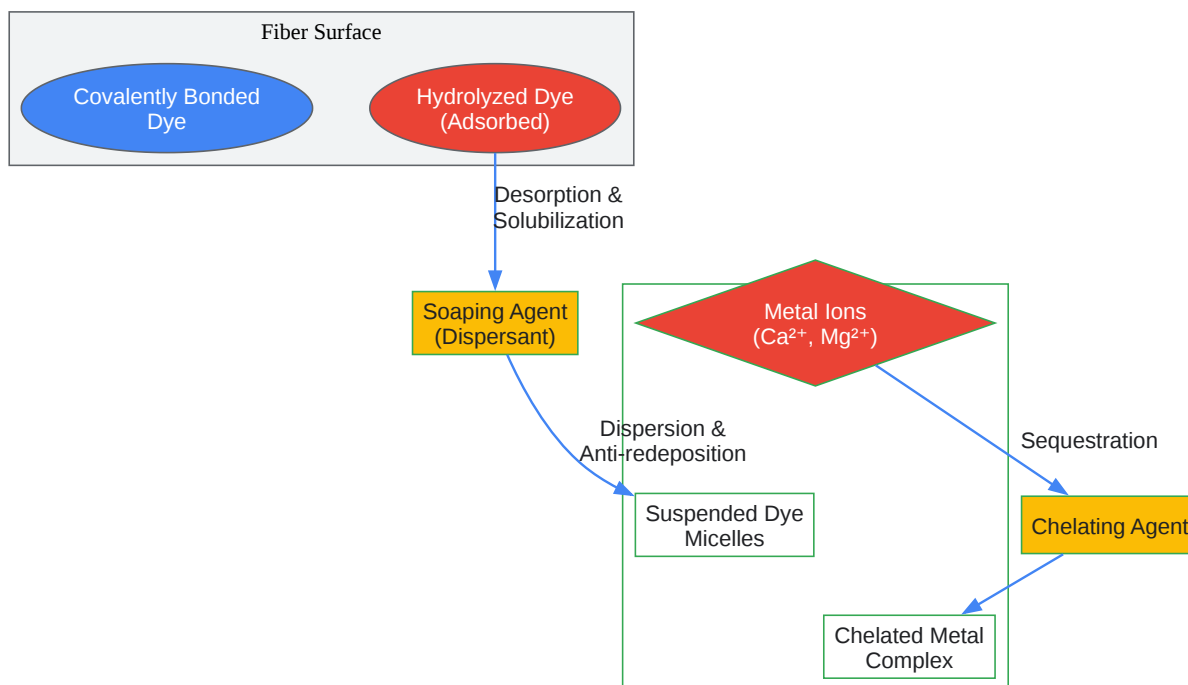 Fiber Surface
Covalently Bonded
Dye
Hydrolyzed Dye
(Adsorbed)
Desorption &
Solubilization
Soaping Agent
(Dispersant)
Metal Ions
(Ca²⁺, Mg²⁺)
Dispersion &
Anti-redeposition
Sequestration
Suspended Dye
Micelles
Chelating Agent
Chelated Metal
Complex